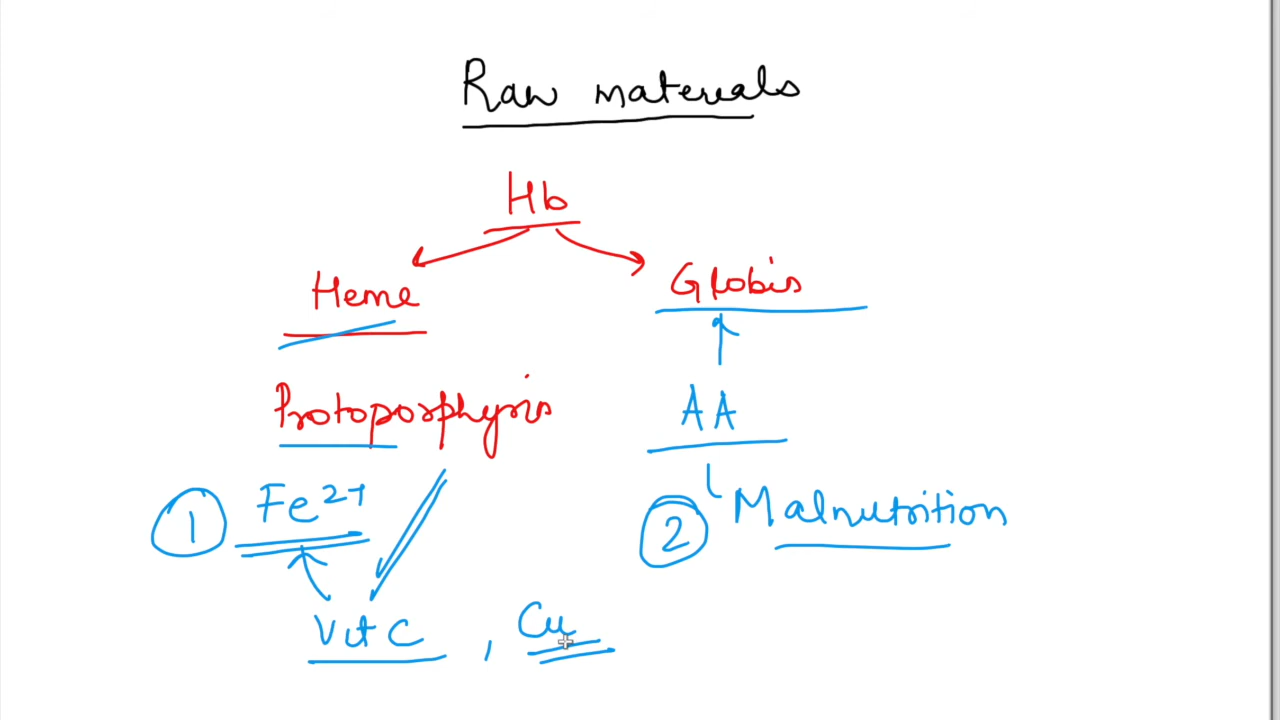 Raw materials
Hb
Heme
Globin
Protoporphyrin
AA
① Fe2+
② Malnutrition
Vit C , Cu